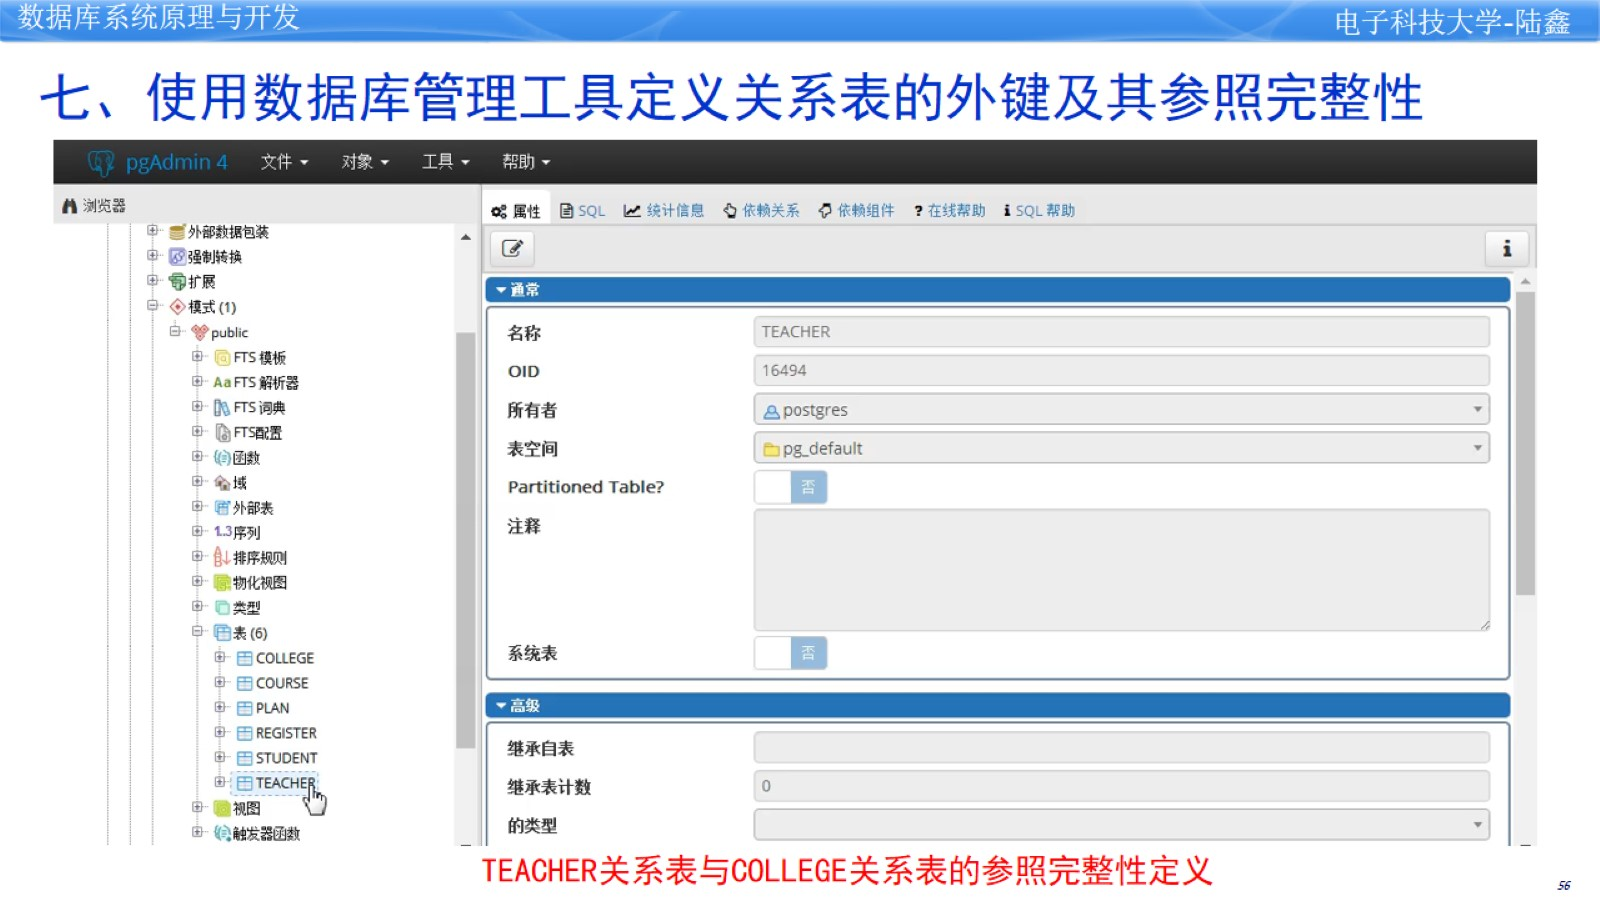 数据库系统原理与开发
电子科技大学-陆鑫
七、使用数据库管理工具定义关系表的外键及其参照完整性
pgAdmin 4 文件 对象 工具 帮助
浏览器
属性 SQL 统计信息 依赖关系 依赖组件 ? 在线帮助 i SQL 帮助
外部数据包装
强制转换
扩展
模式 (1)
public
FTS 模板
Aa FTS 解析器
FTS 词典
FTS配置
函数
域
外部表
1..3 序列
排序规则
物化视图
类型
表 (6)
COLLEGE
COURSE
PLAN
REGISTER
STUDENT
TEACHER
视图
触发器函数
i
通常
名称 TEACHER
OID 16494
所有者 postgres
表空间 pg_default
Partitioned Table? 否
注释
系统表 否
高级
继承自表
继承表计数 0
的类型
TEACHER关系表与COLLEGE关系表的参照完整性定义
56